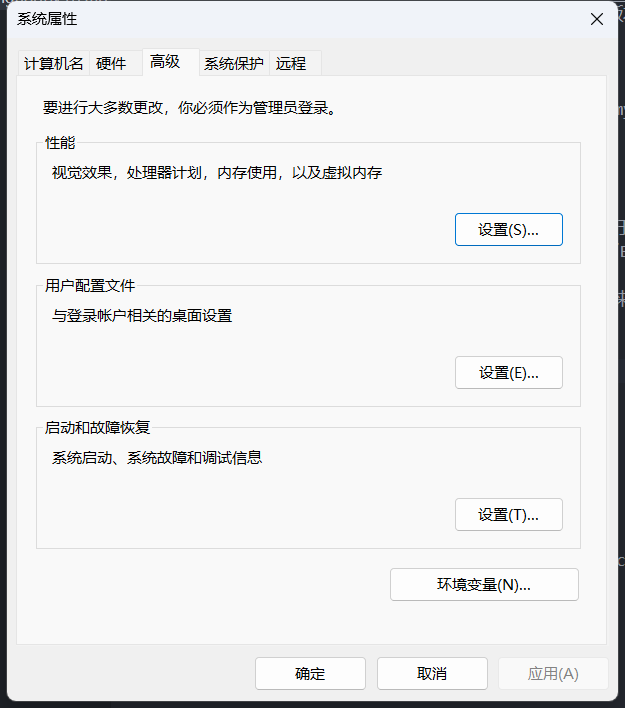 系统属性
计算机名 硬件 高级 系统保护 远程
要进行大多数更改，你必须作为管理员登录。
性能
视觉效果，处理器计划，内存使用，以及虚拟内存
设置(S)...
用户配置文件
与登录帐户相关的桌面设置
设置(E)...
启动和故障恢复
系统启动、系统故障和调试信息
设置(T)...
环境变量(N)...
确定 取消 应用(A)